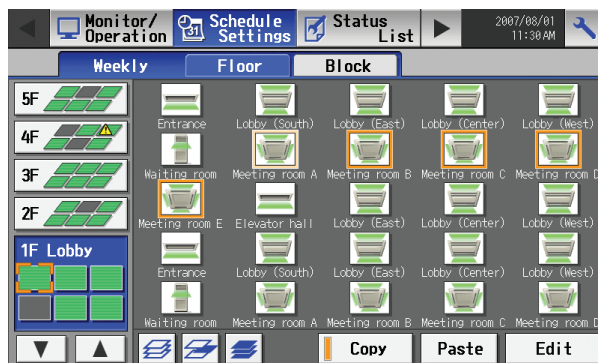 Monitor/
Operation
31
Schedule
Settings
Status
List
2007/08/01
11:30AM
Weekly
Floor
Block
5F
4F
3F
2F
1F Lobby
Entrance Lobby (South) Lobby (East) Lobby (Center) Lobby (West)
Waiting room Meeting room A Meeting room B Meeting room C Meeting room D
Meeting room E Elevator hall Lobby (East) Lobby (Center) Lobby (West)
Entrance Lobby (South) Lobby (East) Lobby (Center) Lobby (West)
Waiting room Meeting room A Meeting room B Meeting room C Meeting room D
Copy
Paste
Edit